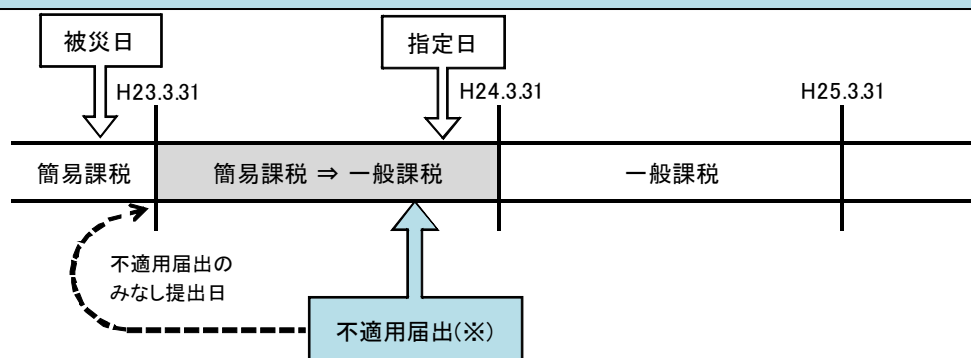 被災日
指定日
H23.3.31
H24.3.31
H25.3.31
簡易課税
簡易課税 ⇒ 一般課税
一般課税
不適用届出の
みなし提出日
不適用届出(※)